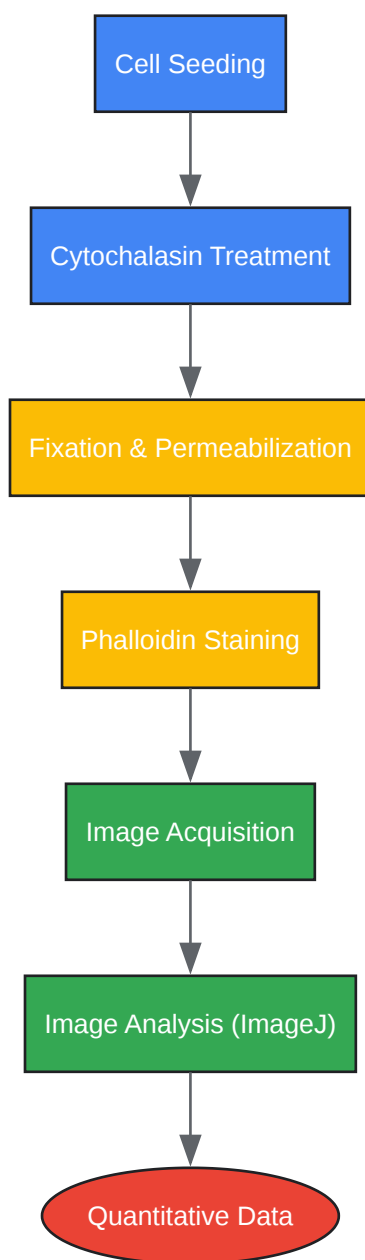 Cell Seeding
Cytochalasin Treatment
Fixation & Permeabilization
Phalloidin Staining
Image Acquisition
Image Analysis (ImageJ)
Quantitative Data